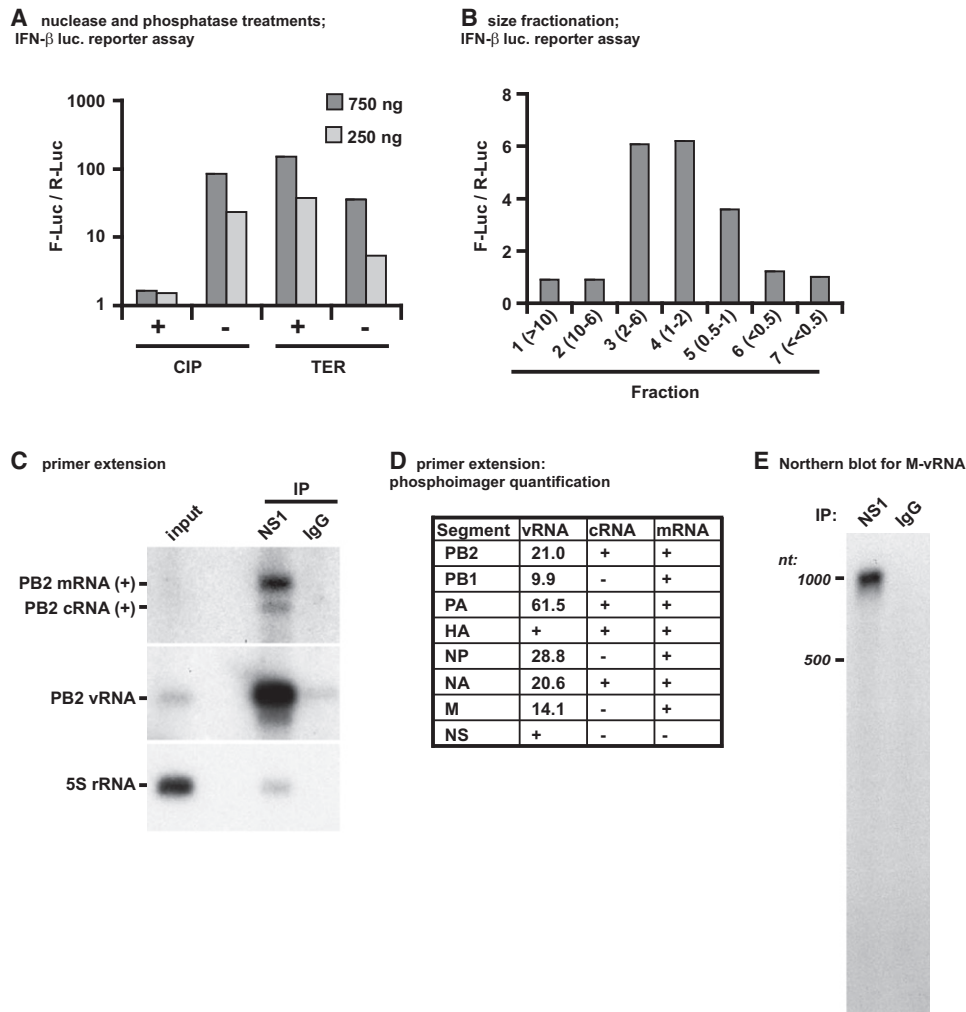 A nuclease and phosphatase treatments;
IFN-β luc. reporter assay
1000
100
10
1
F-Luc / R-Luc
750 ng
250 ng
+ - + -
CIP TER
B size fractionation;
IFN-β luc. reporter assay
8
6
4
2
0
F-Luc / R-Luc
1 (>10)
2 (10-6)
3 (2-6)
4 (1-2)
5 (0.5-1)
6 (<0.5)
7 (<<0.5)
Fraction
C primer extension
IP
input NS1 IgG
PB2 mRNA (+)
PB2 cRNA (+)
PB2 vRNA
5S rRNA
D primer extension:
phosphoimager quantification
Segment vRNA cRNA mRNA
PB2 21.0 + +
PB1 9.9 - +
PA 61.5 + +
HA + + +
NP 28.8 - +
NA 20.6 + +
M 14.1 - +
NS + - -
E Northern blot for M-vRNA
IP: NS1 IgG
nt:
1000
500